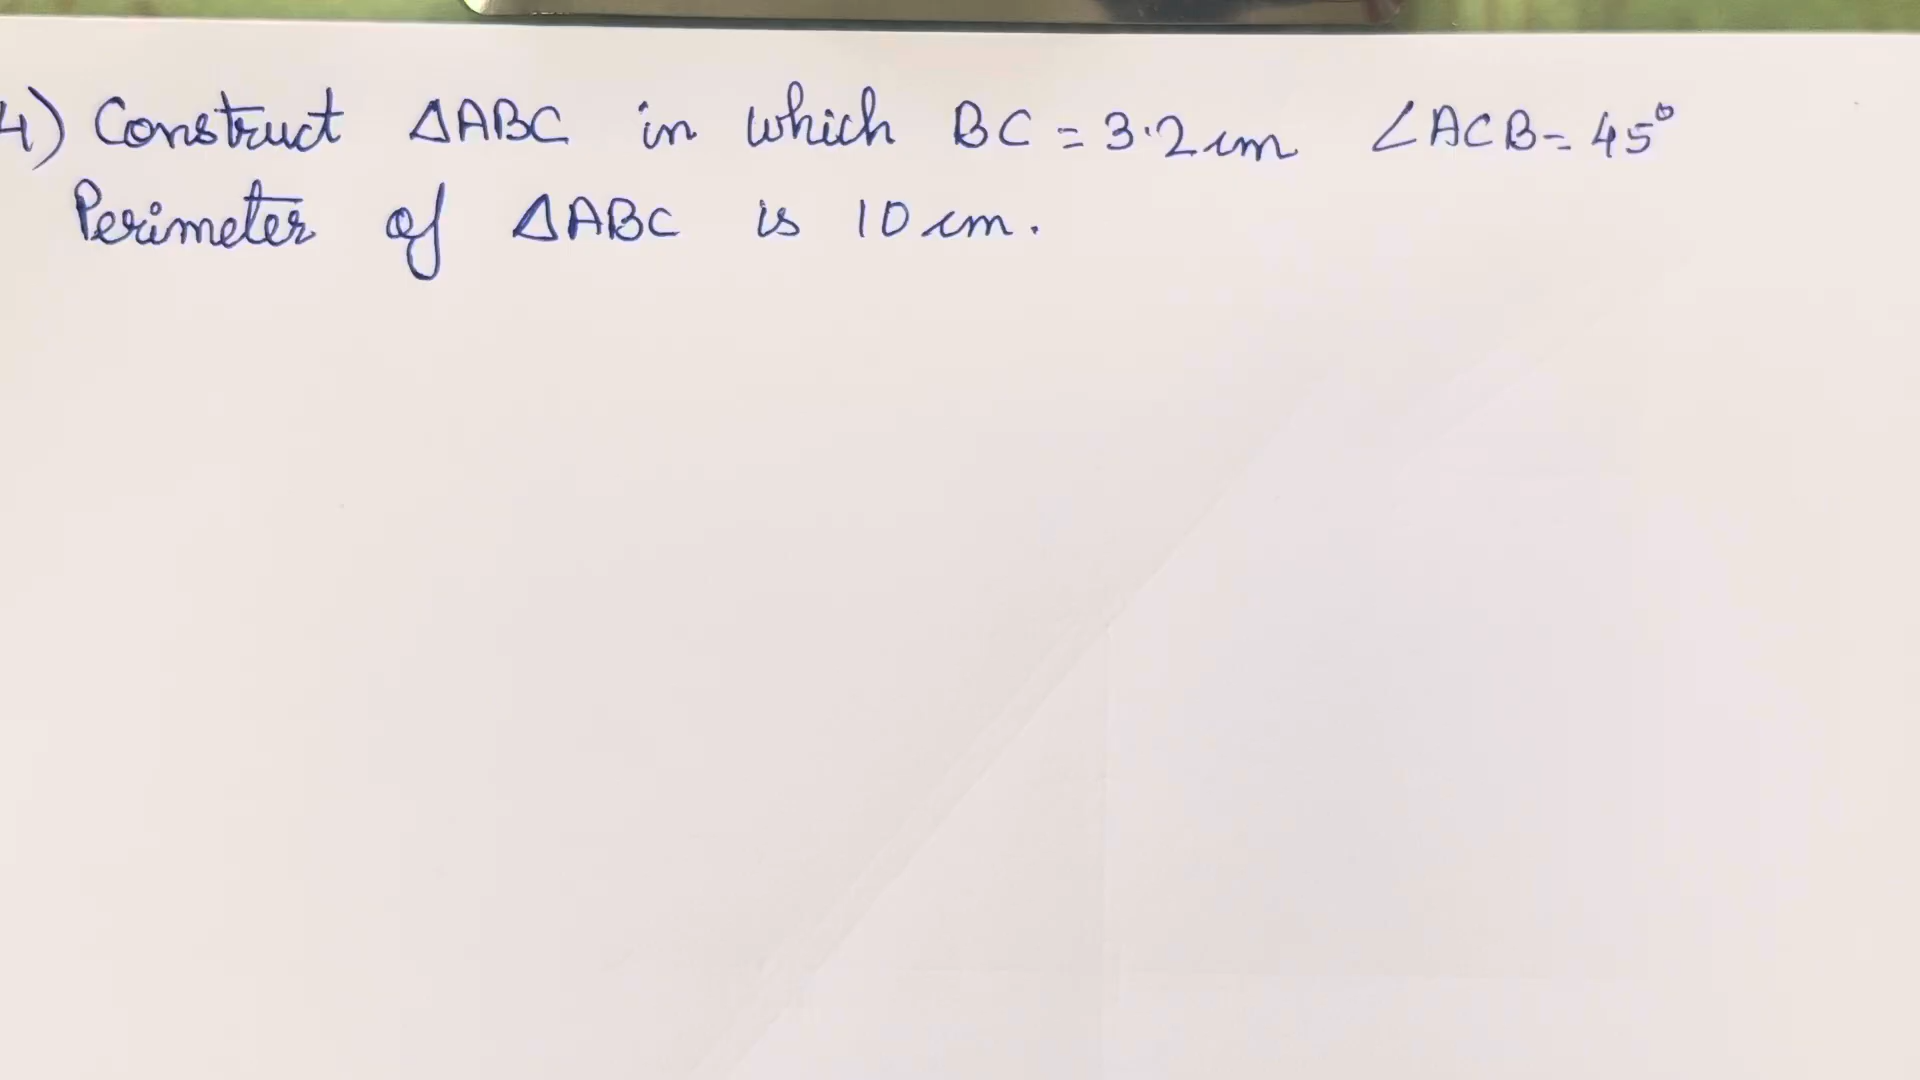 4) Construct ΔABC in which BC = 3.2 cm ∠ACB = 45°
Perimeter of ΔABC is 10 cm.